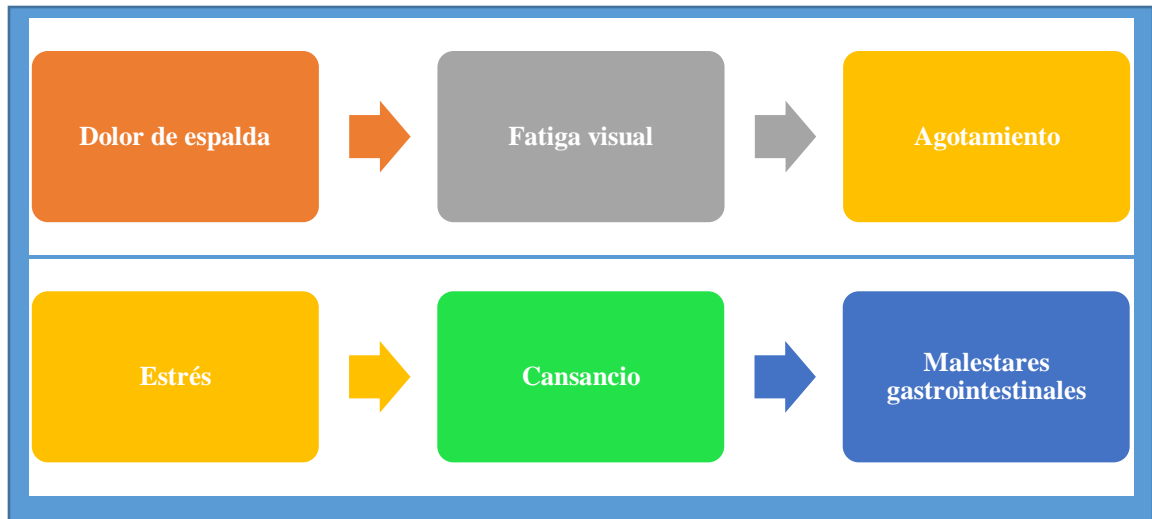 Dolor de espalda
Fatiga visual
Agotamiento
Estrés
Cansancio
Malestares
gastrointestinales